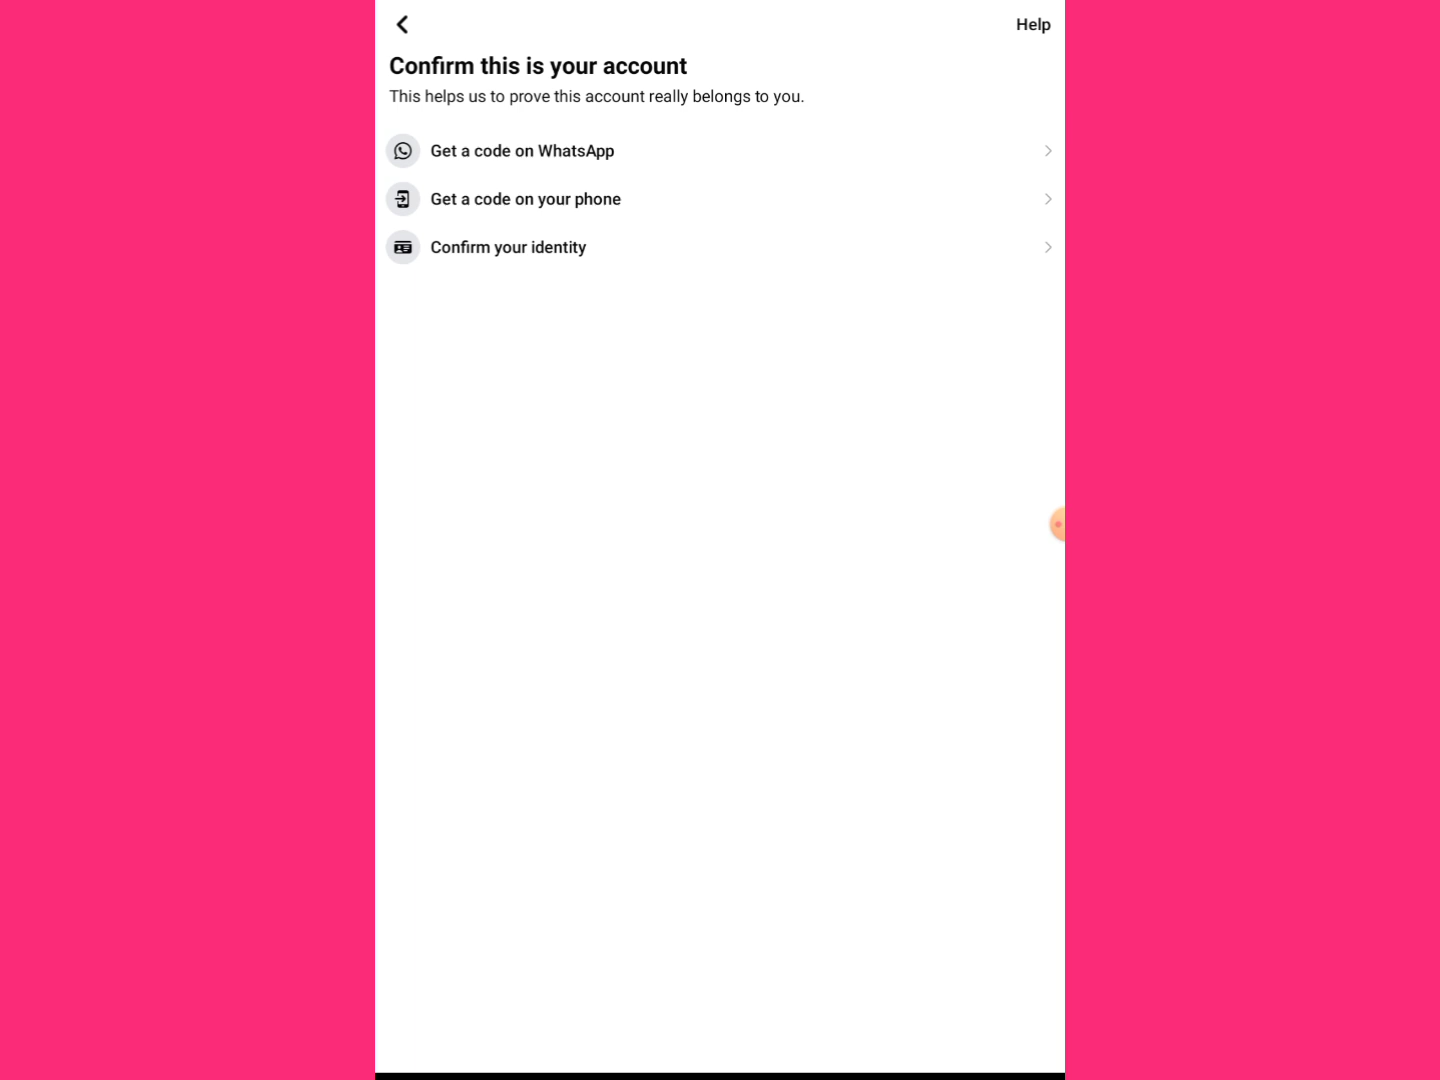 Help
Confirm this is your account
This helps us to prove this account really belongs to you.
Get a code on WhatsApp
Get a code on your phone
Confirm your identity